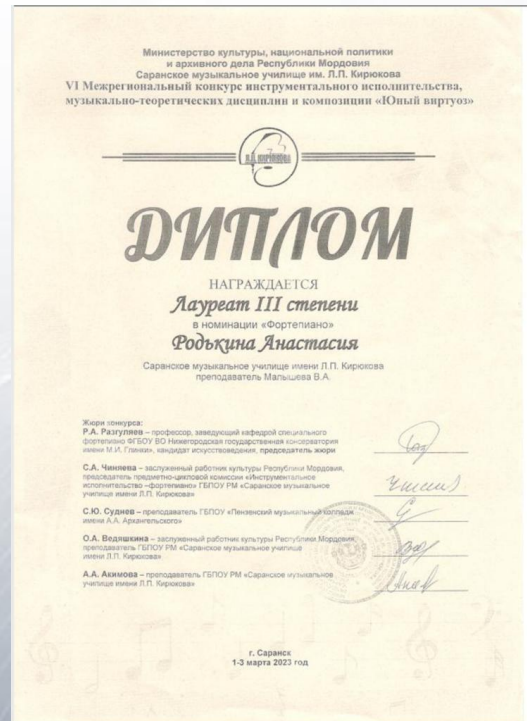 Министерство культуры, национальной политики
и архивного дела Республики Мордовия
Саранское музыкальное училище им. Л.П. Кирюкова
VI Межрегиональный конкурс инструментального исполнительства,
музыкально-теоретических дисциплин и композиции «Юный виртуоз»
Л.П. КИРЮКОВА
ДИПЛОМ
НАГРАЖДАЕТСЯ
Лауреат III степени
в номинации «Фортепиано»
Родькина Анастасия
Саранское музыкальное училище имени Л.П. Кирюкова
преподаватель Малышева В.А.
Жюри конкурса:
Р.А. Разгуляев – профессор, заведующий кафедрой специального
фортепиано ФГБОУ ВО Нижегородская государственная консерватория
имени М.И. Глинки», кандидат искусствоведения, председатель жюри
С.А. Чиняева – заслуженный работник культуры Республики Мордовия,
председатель предметно-цикловой комиссии «Инструментальное
исполнительство –фортепиано» ГБПОУ РМ «Саранское музыкальное
училище имени Л.П. Кирюкова»
С.Ю. Суднев – преподаватель ГБПОУ «Пензенский музыкальный колледж
имени А.А. Архангельского»
О.А. Ведяшкина – заслуженный работник культуры Республики Мордовия,
преподаватель ГБПОУ РМ «Саранское музыкальное училище
имени Л.П. Кирюкова»
А.А. Акимова – преподаватель ГБПОУ РМ «Саранское музыкальное
училище имени Л.П. Кирюкова»
г. Саранск
1-3 марта 2023 год